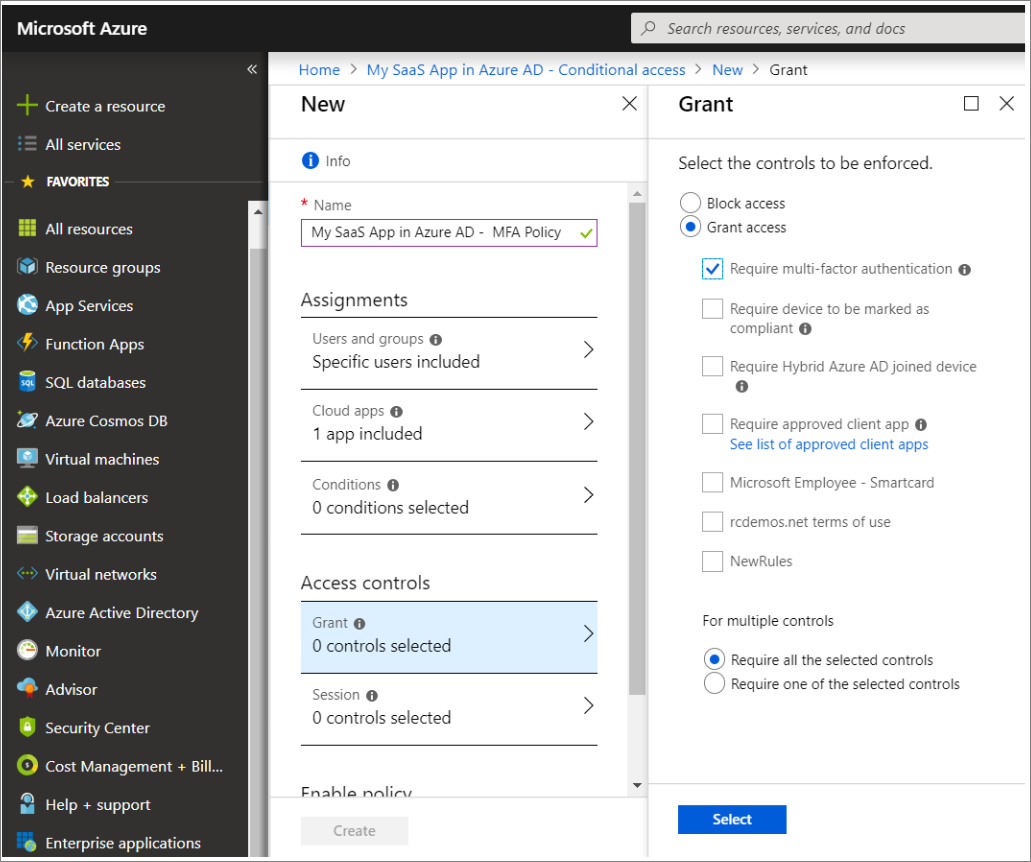 Microsoft Azure
Search resources, services, and docs
Home > My SaaS App in Azure AD - Conditional access > New > Grant
Create a resource
All services
FAVORITES
All resources
Resource groups
App Services
Function Apps
SQL databases
Azure Cosmos DB
Virtual machines
Load balancers
Storage accounts
Virtual networks
Azure Active Directory
Monitor
Advisor
Security Center
Cost Management + Bill...
Help + support
Enterprise applications
New
Info
* Name
My SaaS App in Azure AD - MFA Policy
Assignments
Users and groups
Specific users included
Cloud apps
1 app included
Conditions
0 conditions selected
Access controls
Grant
0 controls selected
Session
0 controls selected
Enable policy
Create
Grant
Select the controls to be enforced.
Block access
Grant access
Require multi-factor authentication
Require device to be marked as
compliant
Require Hybrid Azure AD joined device
Require approved client app
See list of approved client apps
Microsoft Employee - Smartcard
rcdemos.net terms of use
NewRules
For multiple controls
Require all the selected controls
Require one of the selected controls
Select